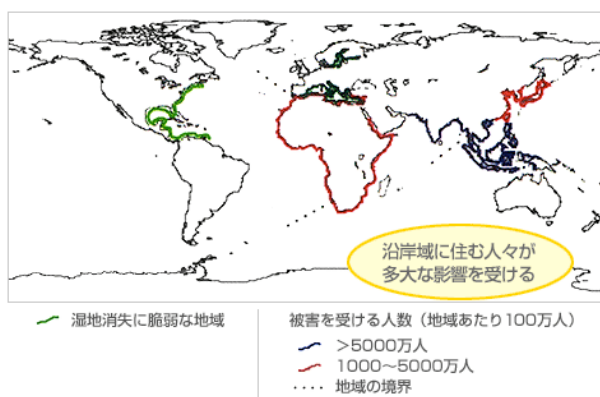 沿岸域に住む人々が
多大な影響を受ける
湿地消失に脆弱な地域
被害を受ける人数（地域あたり100万人）
>5000万人
1000～5000万人
地域の境界